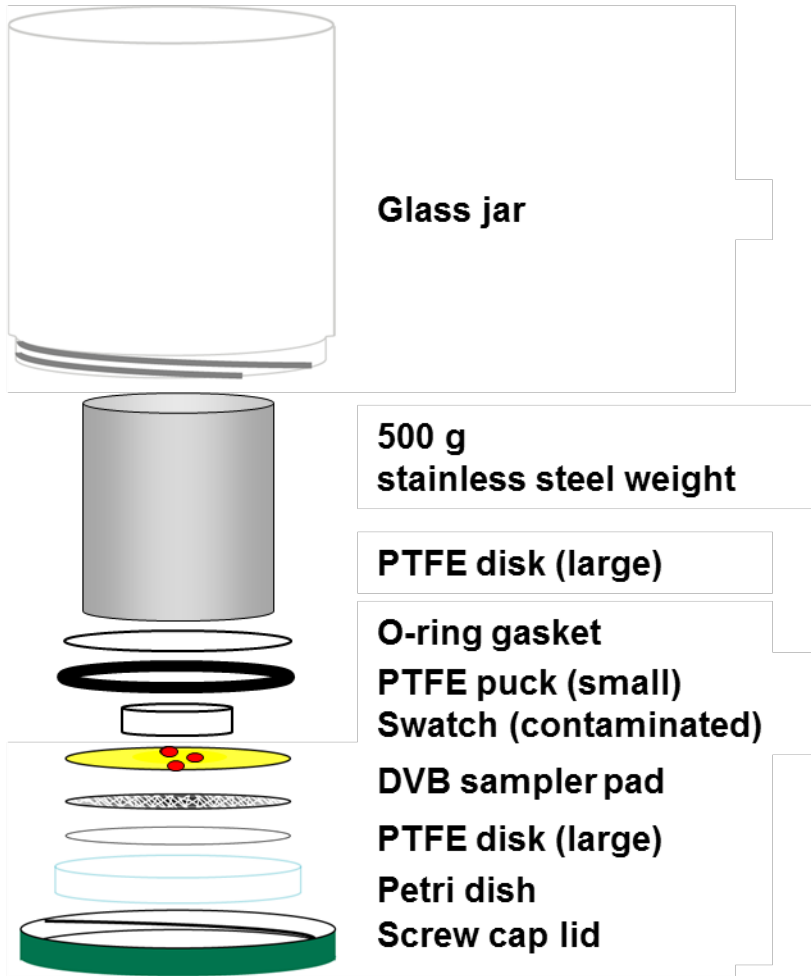 Glass jar
500 g
stainless steel weight
PTFE disk (large)
O-ring gasket
PTFE puck (small)
Swatch (contaminated)
DVB sampler pad
PTFE disk (large)
Petri dish
Screw cap lid